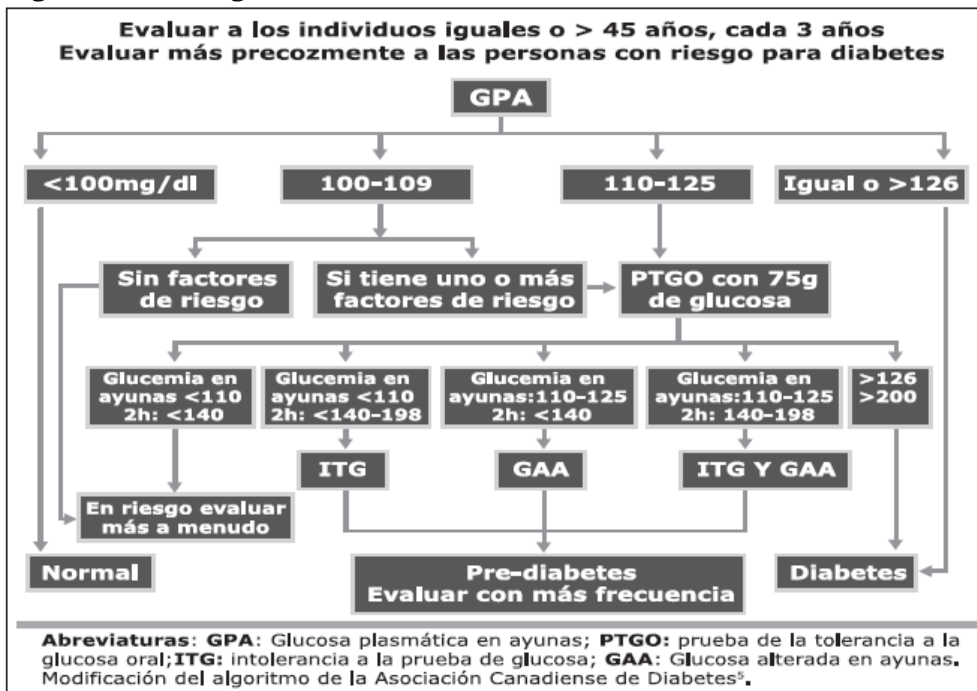 Evaluar a los individuos iguales o > 45 años, cada 3 años
Evaluar más precozmente a las personas con riesgo para diabetes
GPA
<100mg/dl
100-109
110-125
Igual o >126
Sin factores
de riesgo
Si tiene uno o más
factores de riesgo
PTGO con 75g
de glucosa
Glucemia en
ayunas <110
2h: <140
Glucemia en
ayunas <110
2h: <140-198
Glucemia en
ayunas:110-125
2h: <140
Glucemia en
ayunas:110-125
2h: 140-198
>126
>200
ITG
GAA
ITG Y GAA
En riesgo evaluar
más a menudo
Normal
Pre-diabetes
Evaluar con más frecuencia
Diabetes
Abreviaturas: GPA: Glucosa plasmática en ayunas; PTGO: prueba de la tolerancia a la
glucosa oral;ITG: intolerancia a la prueba de glucosa; GAA: Glucosa alterada en ayunas.
Modificación del algoritmo de la Asociación Canadiense de Diabetes⁵.